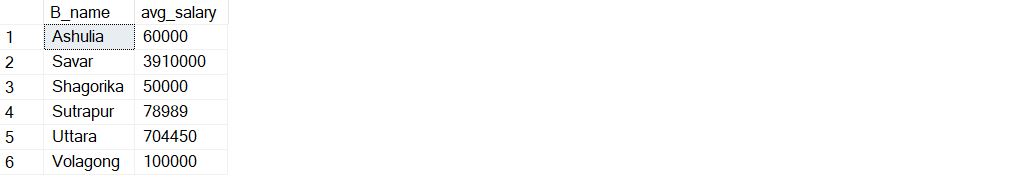 B_name avg_salary
1 Ashulia 60000
2 Savar 3910000
3 Shagorika 50000
4 Sutrapur 78989
5 Uttara 704450
6 Volagong 100000